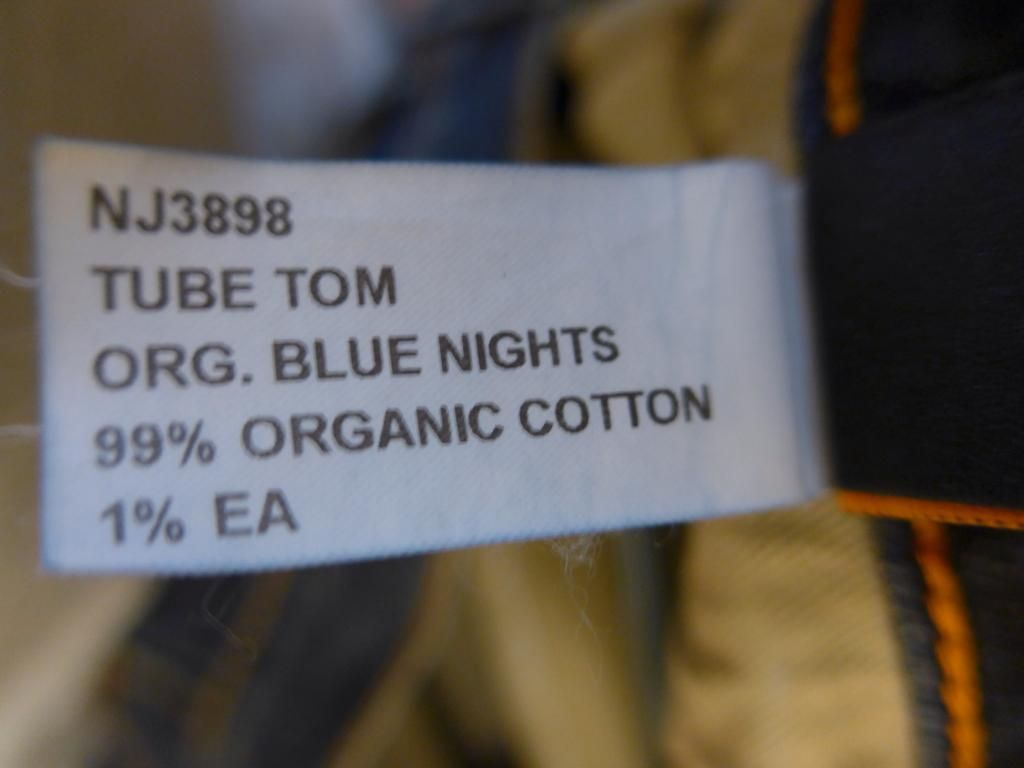 NJ3898
TUBE TOM
ORG. BLUE NIGHTS
99% ORGANIC COTTON
1% EA